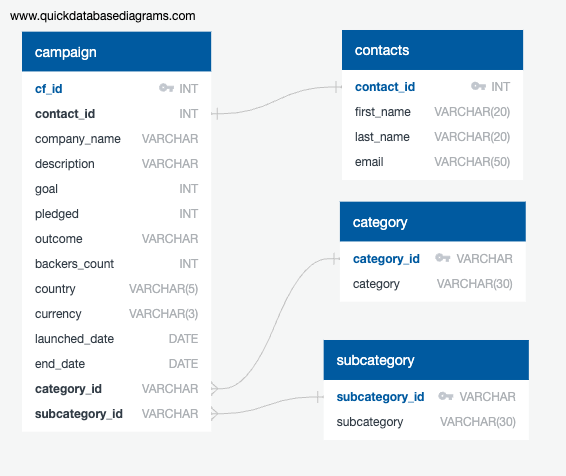 www.quickdatabasediagrams.com
campaign
cf_id INT
contact_id INT
company_name VARCHAR
description VARCHAR
goal INT
pledged INT
outcome VARCHAR
backers_count INT
country VARCHAR(5)
currency VARCHAR(3)
launched_date DATE
end_date DATE
category_id VARCHAR
subcategory_id VARCHAR
contacts
contact_id INT
first_name VARCHAR(20)
last_name VARCHAR(20)
email VARCHAR(50)
category
category_id VARCHAR
category VARCHAR(30)
subcategory
subcategory_id VARCHAR
subcategory VARCHAR(30)